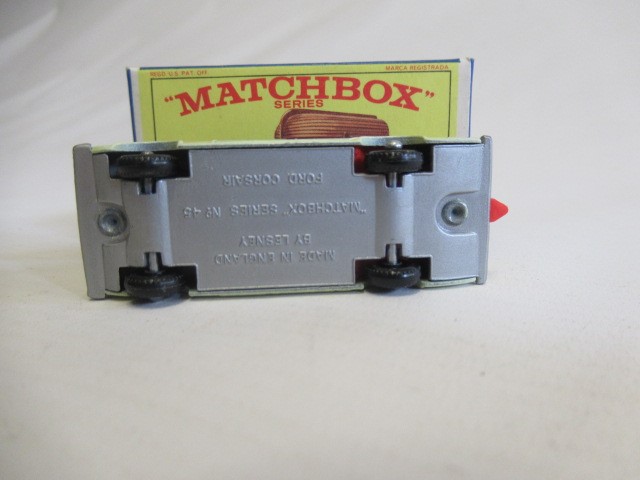 REGD U.S. PAT. OFF.
MARCA REGISTRADA
"MATCHBOX"
SERIES
MADE IN ENGLAND
BY LESNEY
"MATCHBOX" SERIES Nº 45
FORD CORSAIR